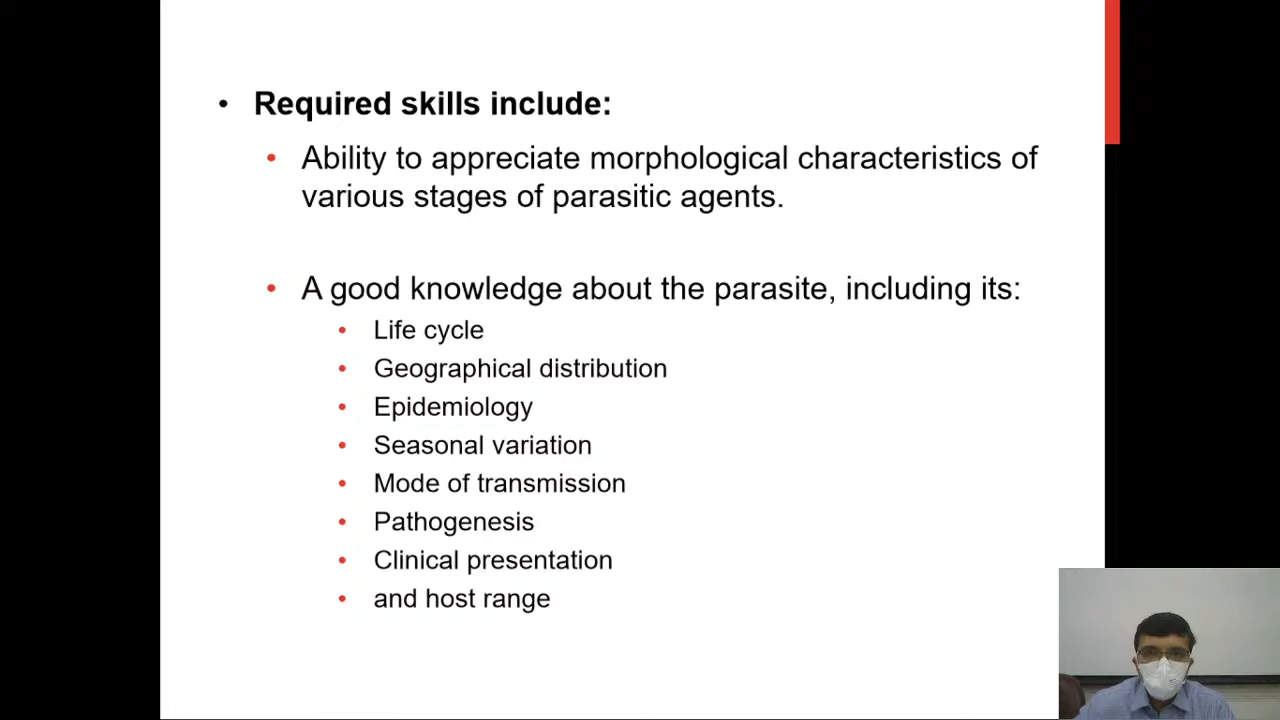 • Required skills include:
• Ability to appreciate morphological characteristics of
various stages of parasitic agents.
• A good knowledge about the parasite, including its:
• Life cycle
• Geographical distribution
• Epidemiology
• Seasonal variation
• Mode of transmission
• Pathogenesis
• Clinical presentation
• and host range